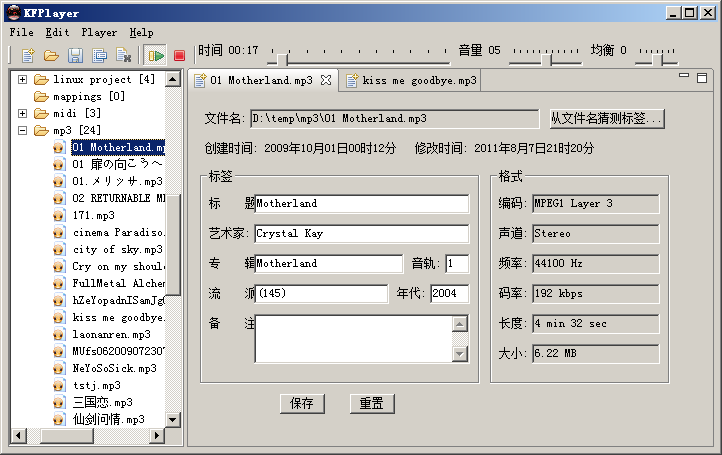 KFPlayer
File Edit Player Help
时间 00:17 音量 05 均衡 0
linux project [4]
mappings [0]
midi [3]
mp3 [24]
01 Motherland.mp
01 扉の向こうへ
01.メリッサ.mp3
02 RETURNABLE M
171.mp3
cinema Paradiso.
city of sky.mp3
Cry on my shoul
FullMetal Alchem
hZeYopadnISamJg
kiss me goodbye.
laonanren.mp3
MUfs06200907230
NeYoSoSick.mp3
tstj.mp3
三国恋.mp3
仙剑问情.mp3
01 Motherland.mp3 kiss me goodbye.mp3
文件名: D:\temp\mp3\01 Motherland.mp3 从文件名猜测标签...
创建时间: 2009年10月01日00时12分 修改时间: 2011年8月7日21时20分
标签
标 题 Motherland
艺术家: Crystal Kay
专 辑 Motherland 音轨: 1
流 派 (145) 年代: 2004
备 注
保存 重置
格式
编码: MPEG1 Layer 3
声道: Stereo
频率: 44100 Hz
码率: 192 kbps
长度: 4 min 32 sec
大小: 6.22 MB